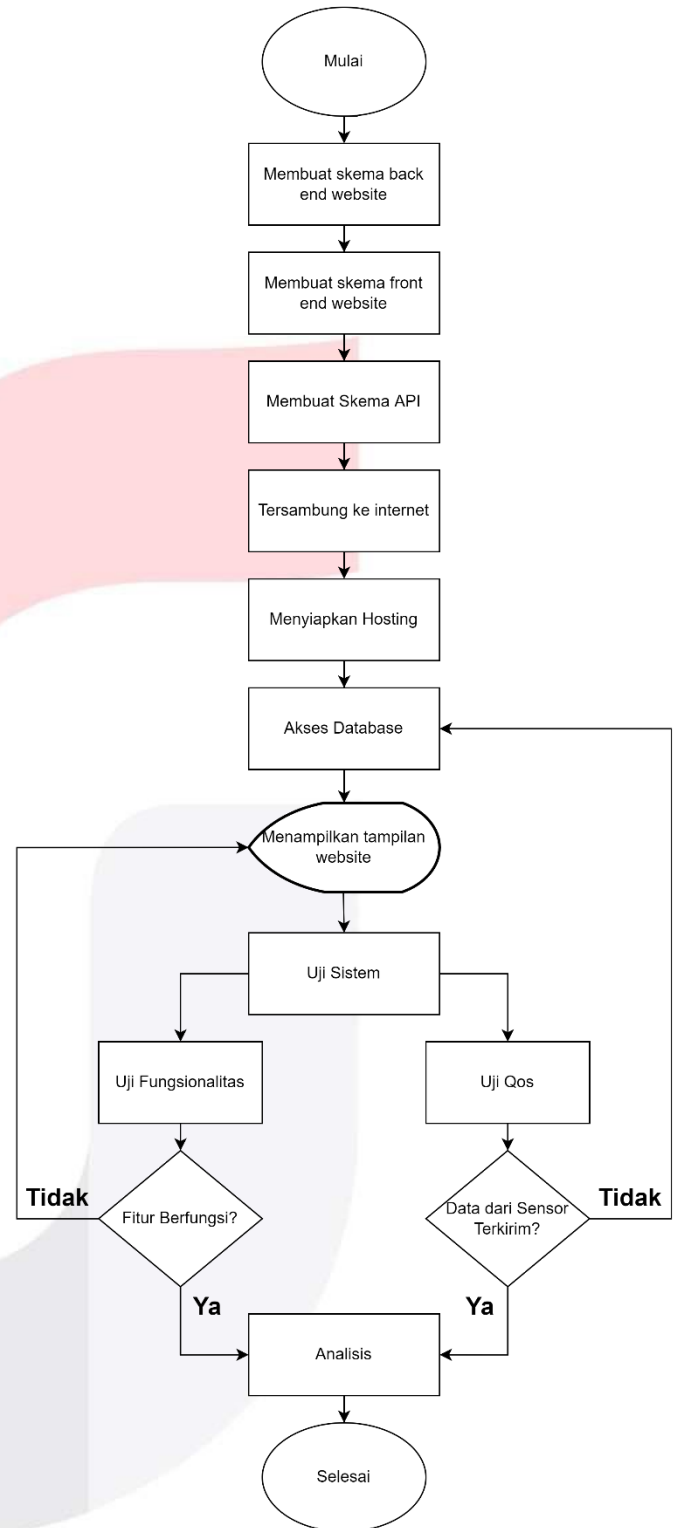 Mulai
Membuat skema back
end website
Membuat skema front
end website
Membuat Skema API
Tersambung ke internet
Menyiapkan Hosting
Akses Database
Menampilkan tampilan
website
Uji Sistem
Uji Fungsionalitas
Uji Qos
Tidak
Fitur Berfungsi?
Data dari Sensor
Terkirim?
Tidak
Ya
Ya
Analisis
Selesai